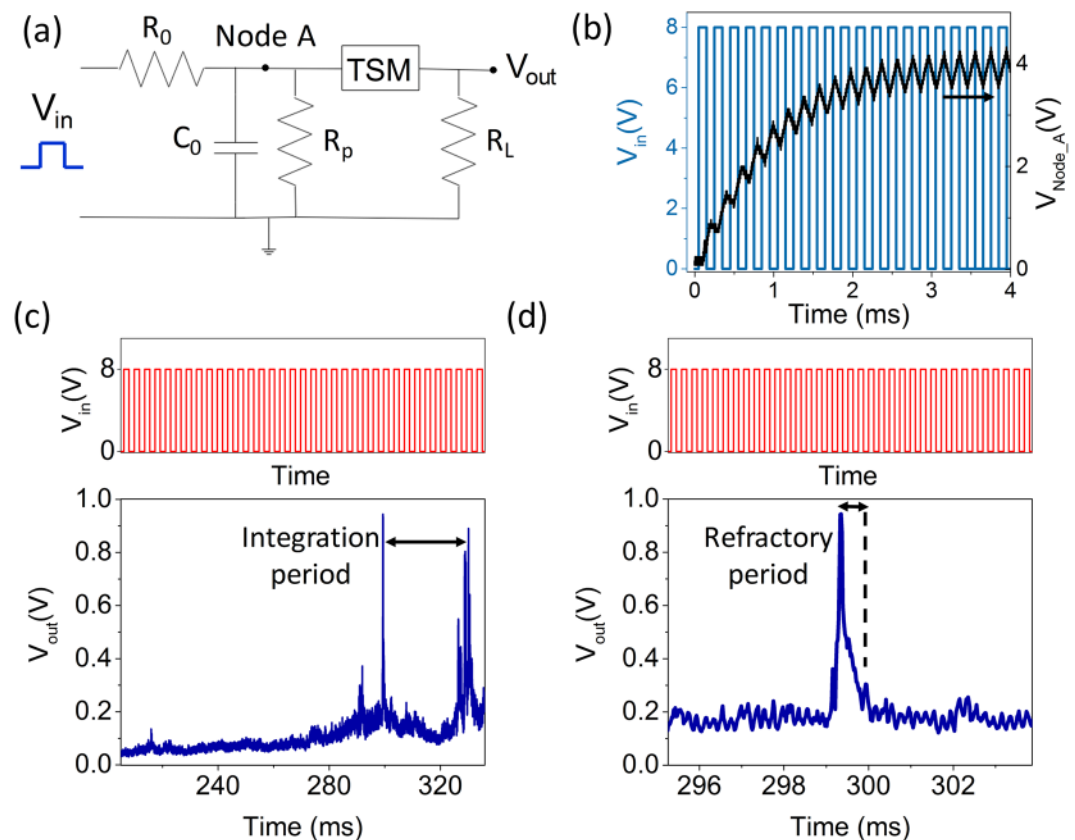 (a)
R0
Node A
TSM
Vout
Vin
C0
Rp
RL
(b)
8
6
4
2
0
Vin(V)
4
2
0
VNode_A(V)
0 1 2 3 4
Time (ms)
(c)
8
0
Vin(V)
Time
1.0
0.8
0.6
0.4
0.2
0.0
Vout(V)
Integration
period
240 280 320
Time (ms)
(d)
8
0
Vin(V)
Time
1.0
0.8
0.6
0.4
0.2
0.0
Vout(V)
Refractory
period
296 298 300 302
Time (ms)